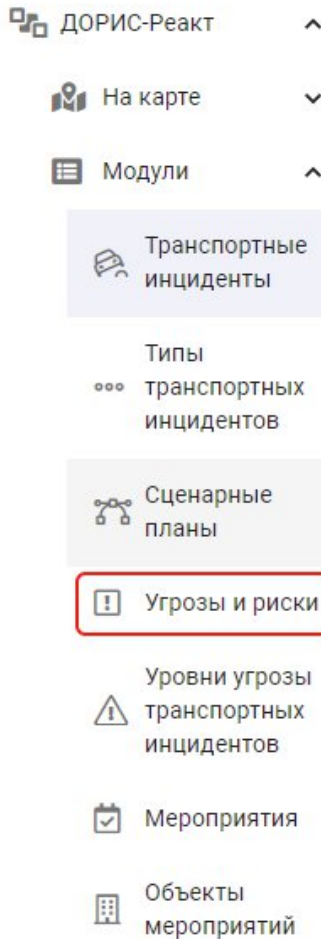 ДОРИС-Реакт
На карте
Модули
Транспортные
инциденты
Типы
транспортных
инцидентов
Сценарные
планы
Угрозы и риски
Уровни угрозы
транспортных
инцидентов
Мероприятия
Объекты
мероприятий